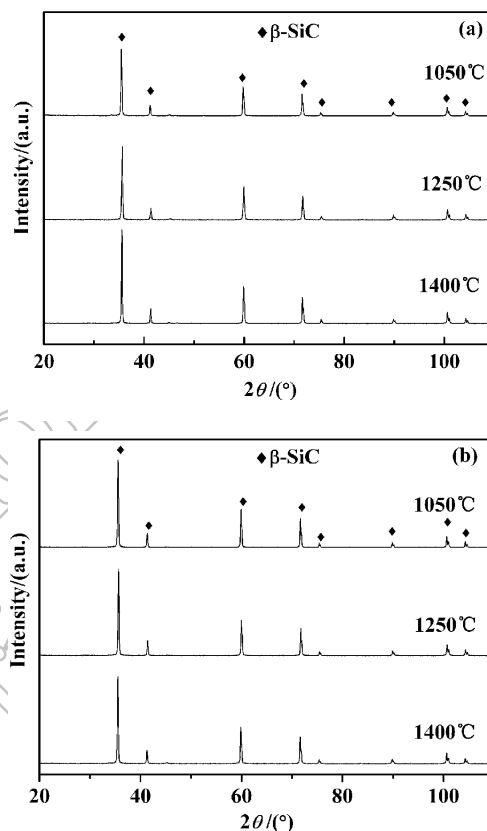 ◆β-SiC (a)
1050℃
1250℃
1400℃
Intensity/(a.u.)
20 40 60 80 100
2θ/(°)
◆β-SiC (b)
1050℃
1250℃
1400℃
Intensity/(a.u.)
20 40 60 80 100
2θ/(°)